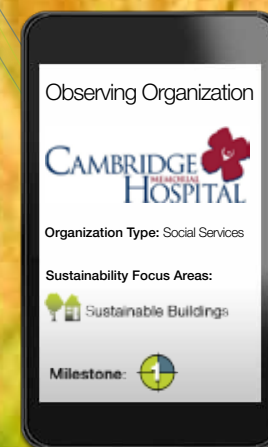 Observing Organization
CAMBRIDGE
MEMORIAL
HOSPITAL
Organization Type: Social Services
Sustainability Focus Areas:
Sustainable Buildings
Milestone: 1